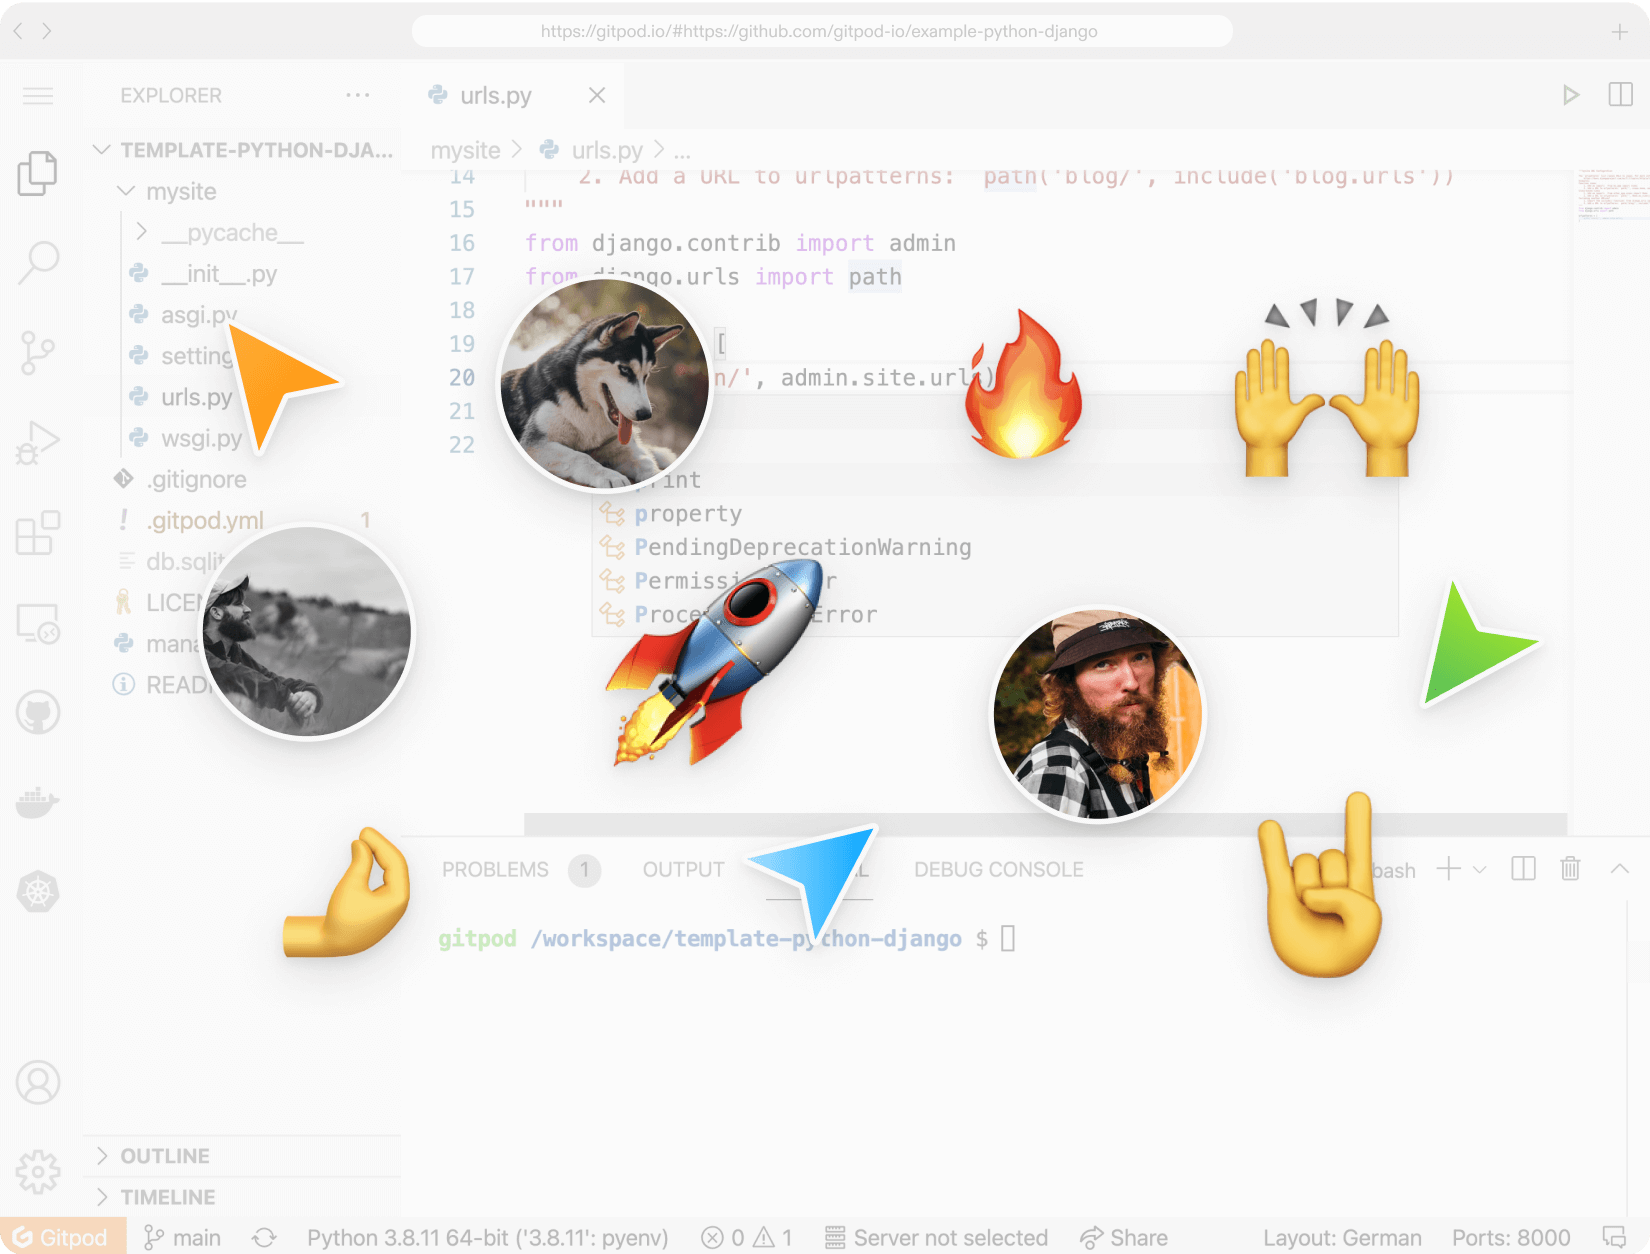 https://gitpod.io/#https://github.com/gitpod-io/example-python-django
EXPLORER ...
urls.py
TEMPLATE-PYTHON-DJA...
mysite > urls.py > ...
mysite
__pycache__
__init__.py
asgi.py
setting
urls.py
wsgi.py
.gitignore
.gitpod.yml 1
db.sqlit
LICEN
mana
READ
14 2. Add a URL to urlpatterns: path('blog/', include('blog.urls'))
15 """
16 from django.contrib import admin
17 from django.urls import path
18
19 [
20 n/', admin.site.urls)
21
22
print
property
PendingDeprecationWarning
Permissi r
Proce Error
PROBLEMS 1 OUTPUT L DEBUG CONSOLE bash
gitpod /workspace/template-python-django $
OUTLINE
TIMELINE
Gitpod main Python 3.8.11 64-bit ('3.8.11': pyenv) 0 1 Server not selected Share Layout: German Ports: 8000